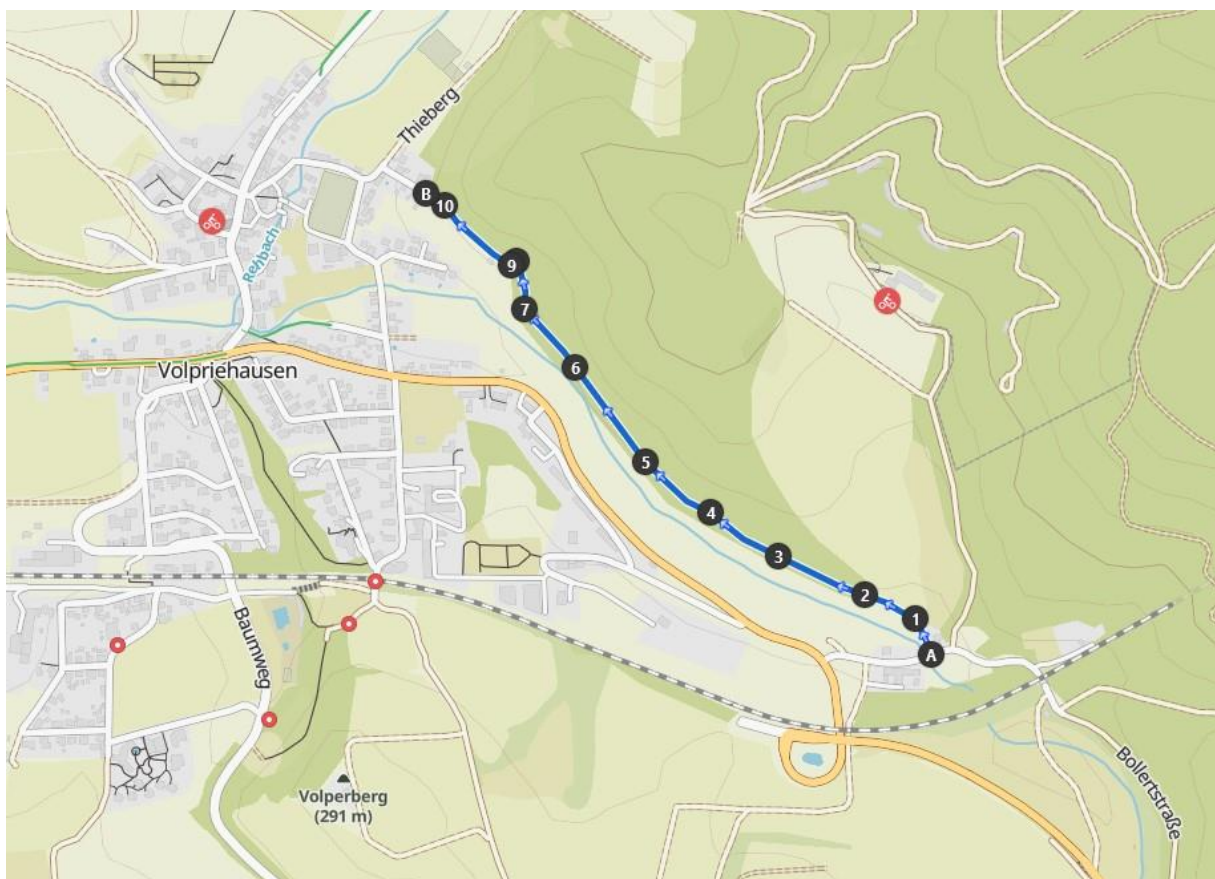 Thieberg
B
10
Rehbach
9
7
Volpriehausen
6
5
4
3
2
1
A
Baumweg
Volperberg
(291 m)
Bollertstraße